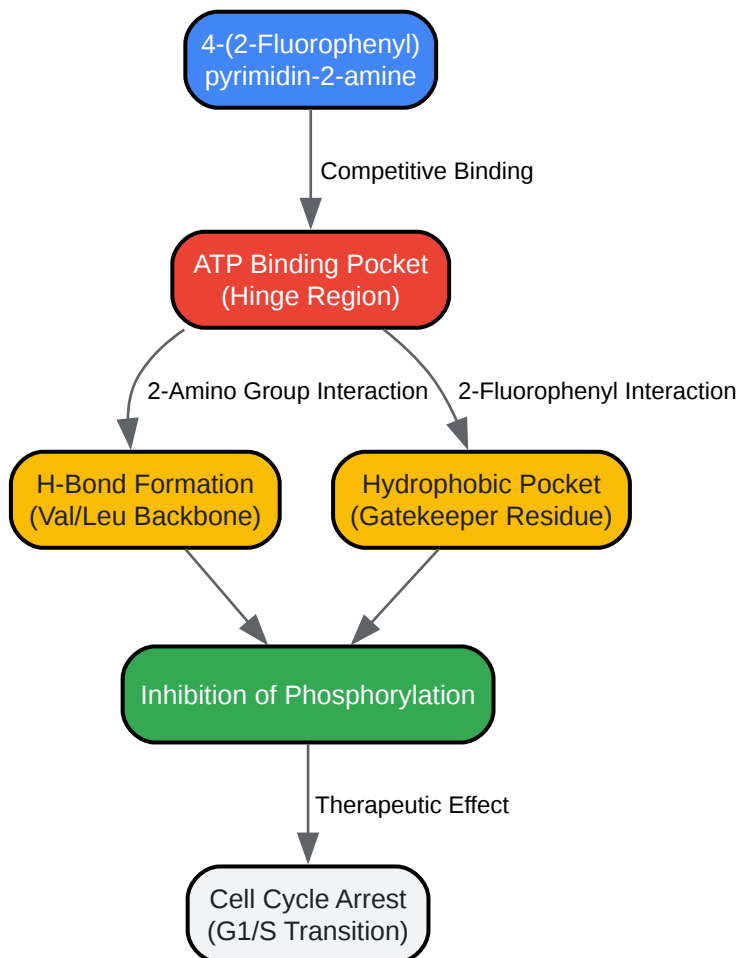 4-(2-Fluorophenyl)
pyrimidin-2-amine
Competitive Binding
ATP Binding Pocket
(Hinge Region)
2-Amino Group Interaction
2-Fluorophenyl Interaction
H-Bond Formation
(Val/Leu Backbone)
Hydrophobic Pocket
(Gatekeeper Residue)
Inhibition of Phosphorylation
Therapeutic Effect
Cell Cycle Arrest
(G1/S Transition)